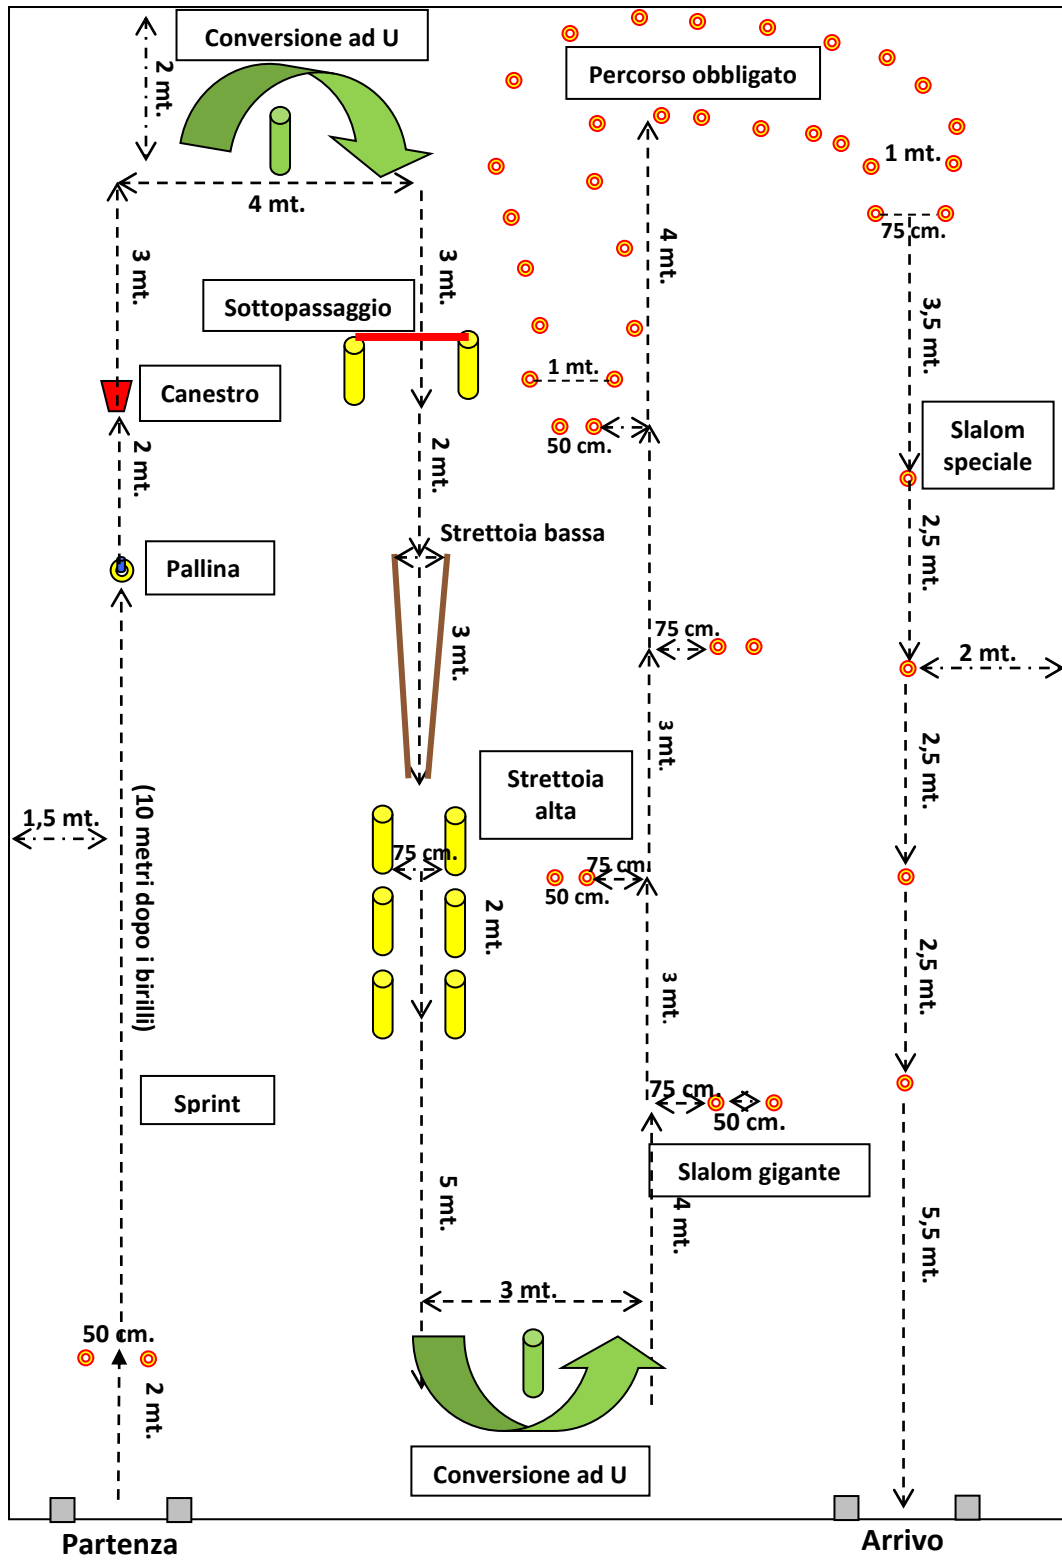 Conversione ad U
2 mt.
4 mt.
3 mt.
3 mt.
Sottopassaggio
Canestro
2 mt.
2 mt.
Pallina
Strettoia bassa
3 mt.
1,5 mt.
(10 metri dopo i birilli)
Strettoia
alta
75 cm.
2 mt.
Sprint
5 mt.
50 cm.
2 mt.
3 mt.
Conversione ad U
Partenza
Percorso obbligato
1 mt.
75 cm.
4 mt.
3,5 mt.
1 mt.
50 cm.
Slalom
speciale
2,5 mt.
75 cm.
2 mt.
3 mt.
2,5 mt.
75 cm.
50 cm.
3 mt.
2,5 mt.
75 cm.
50 cm.
Slalom gigante
4 mt.
5,5 mt.
Arrivo